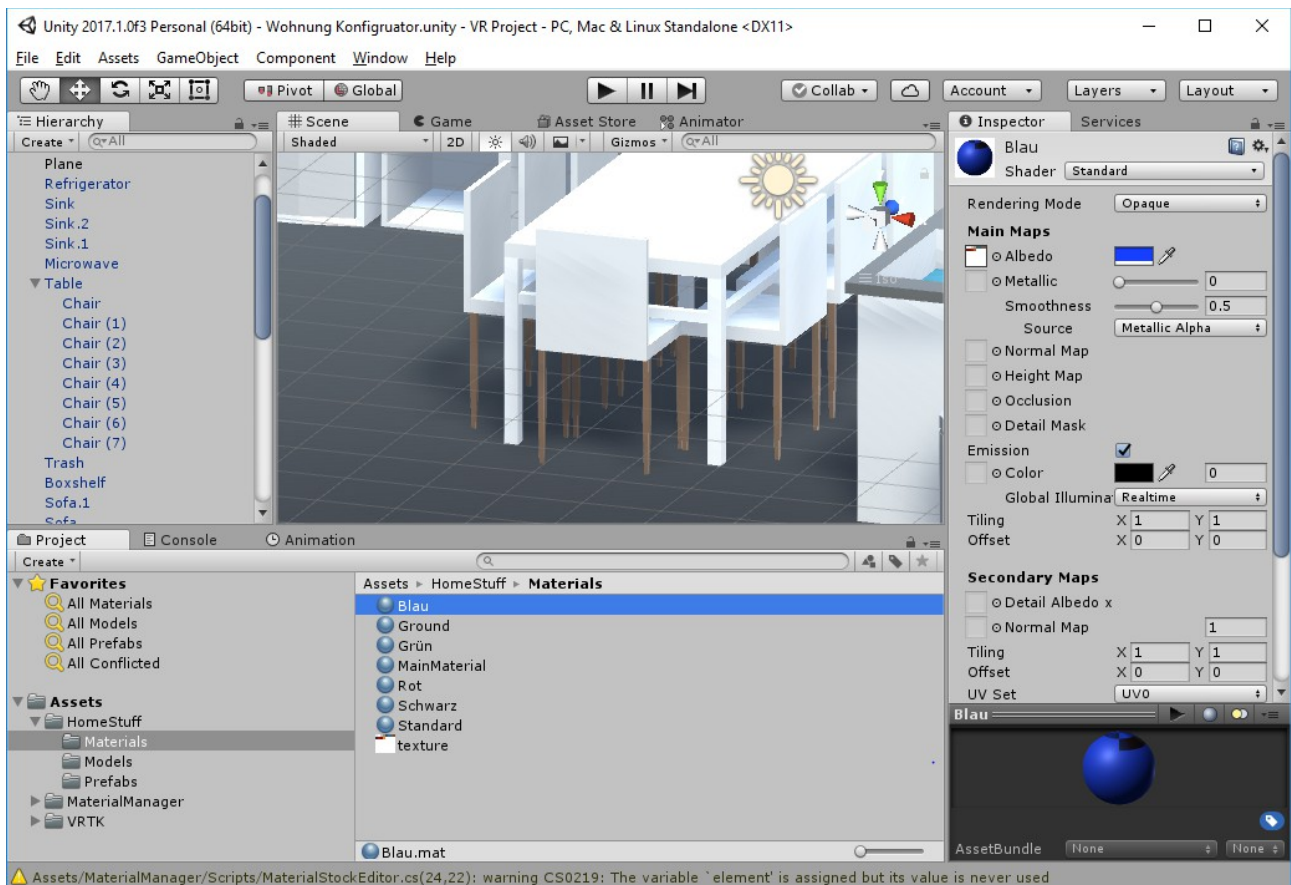 Unity 2017.1.0f3 Personal (64bit) - Wohnung Konfigruator.unity - VR Project - PC, Mac & Linux Standalone <DX11>
File Edit Assets GameObject Component Window Help
Pivot Global Collab Account Layers Layout
Hierarchy
Create All
Plane
Refrigerator
Sink
Sink.2
Sink.1
Microwave
Table
Chair
Chair (1)
Chair (2)
Chair (3)
Chair (4)
Chair (5)
Chair (6)
Chair (7)
Trash
Boxshelf
Sofa.1
Sofa
Scene Game Asset Store Animator
Shaded 2D Gizmos All
Iso
Inspector Services
Blau
Shader Standard
Rendering Mode Opaque
Main Maps
Albedo
Metallic 0
Smoothness 0.5
Source Metallic Alpha
Normal Map
Height Map
Occlusion
Detail Mask
Emission
Color 0
Global Illumina Realtime
Tiling X 1 Y 1
Offset X 0 Y 0
Secondary Maps
Detail Albedo x
Normal Map 1
Tiling X 1 Y 1
Offset X 0 Y 0
UV Set UV0
Blau
AssetBundle None None
Project Console Animation
Create
Favorites
All Materials
All Models
All Prefabs
All Conflicted
Assets
HomeStuff
Materials
Models
Prefabs
MaterialManager
VRTK
Assets HomeStuff Materials
Blau
Ground
Grün
MainMaterial
Rot
Schwarz
Standard
texture
Blau.mat
Assets/MaterialManager/Scripts/MaterialStockEditor.cs(24,22): warning CS0219: The variable `element' is assigned but its value is never used